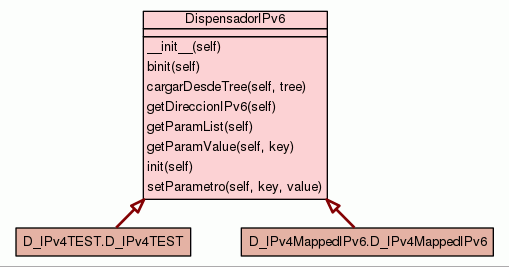 DispensadorIPv6
__init__(self)
binit(self)
cargarDesdeTree(self, tree)
getDireccionIPv6(self)
getParamList(self)
getParamValue(self, key)
init(self)
setParametro(self, key, value)
D_IPv4TEST.D_IPv4TEST
D_IPv4MappedIPv6.D_IPv4MappedIPv6